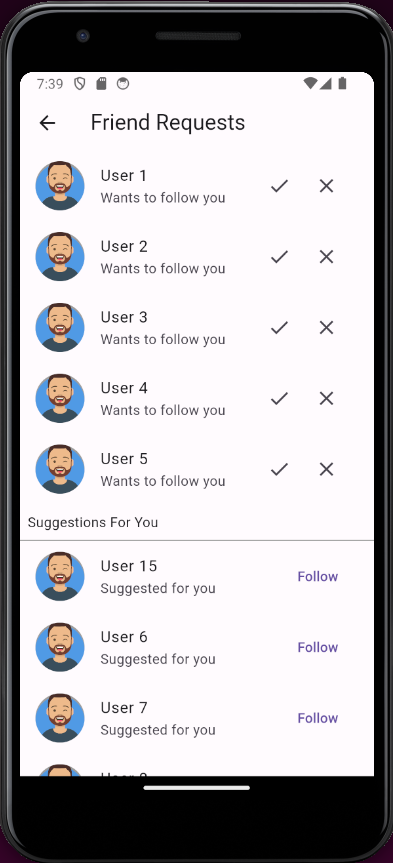 7:39
Friend Requests
User 1
Wants to follow you
User 2
Wants to follow you
User 3
Wants to follow you
User 4
Wants to follow you
User 5
Wants to follow you
Suggestions For You
User 15
Suggested for you
Follow
User 6
Suggested for you
Follow
User 7
Suggested for you
Follow